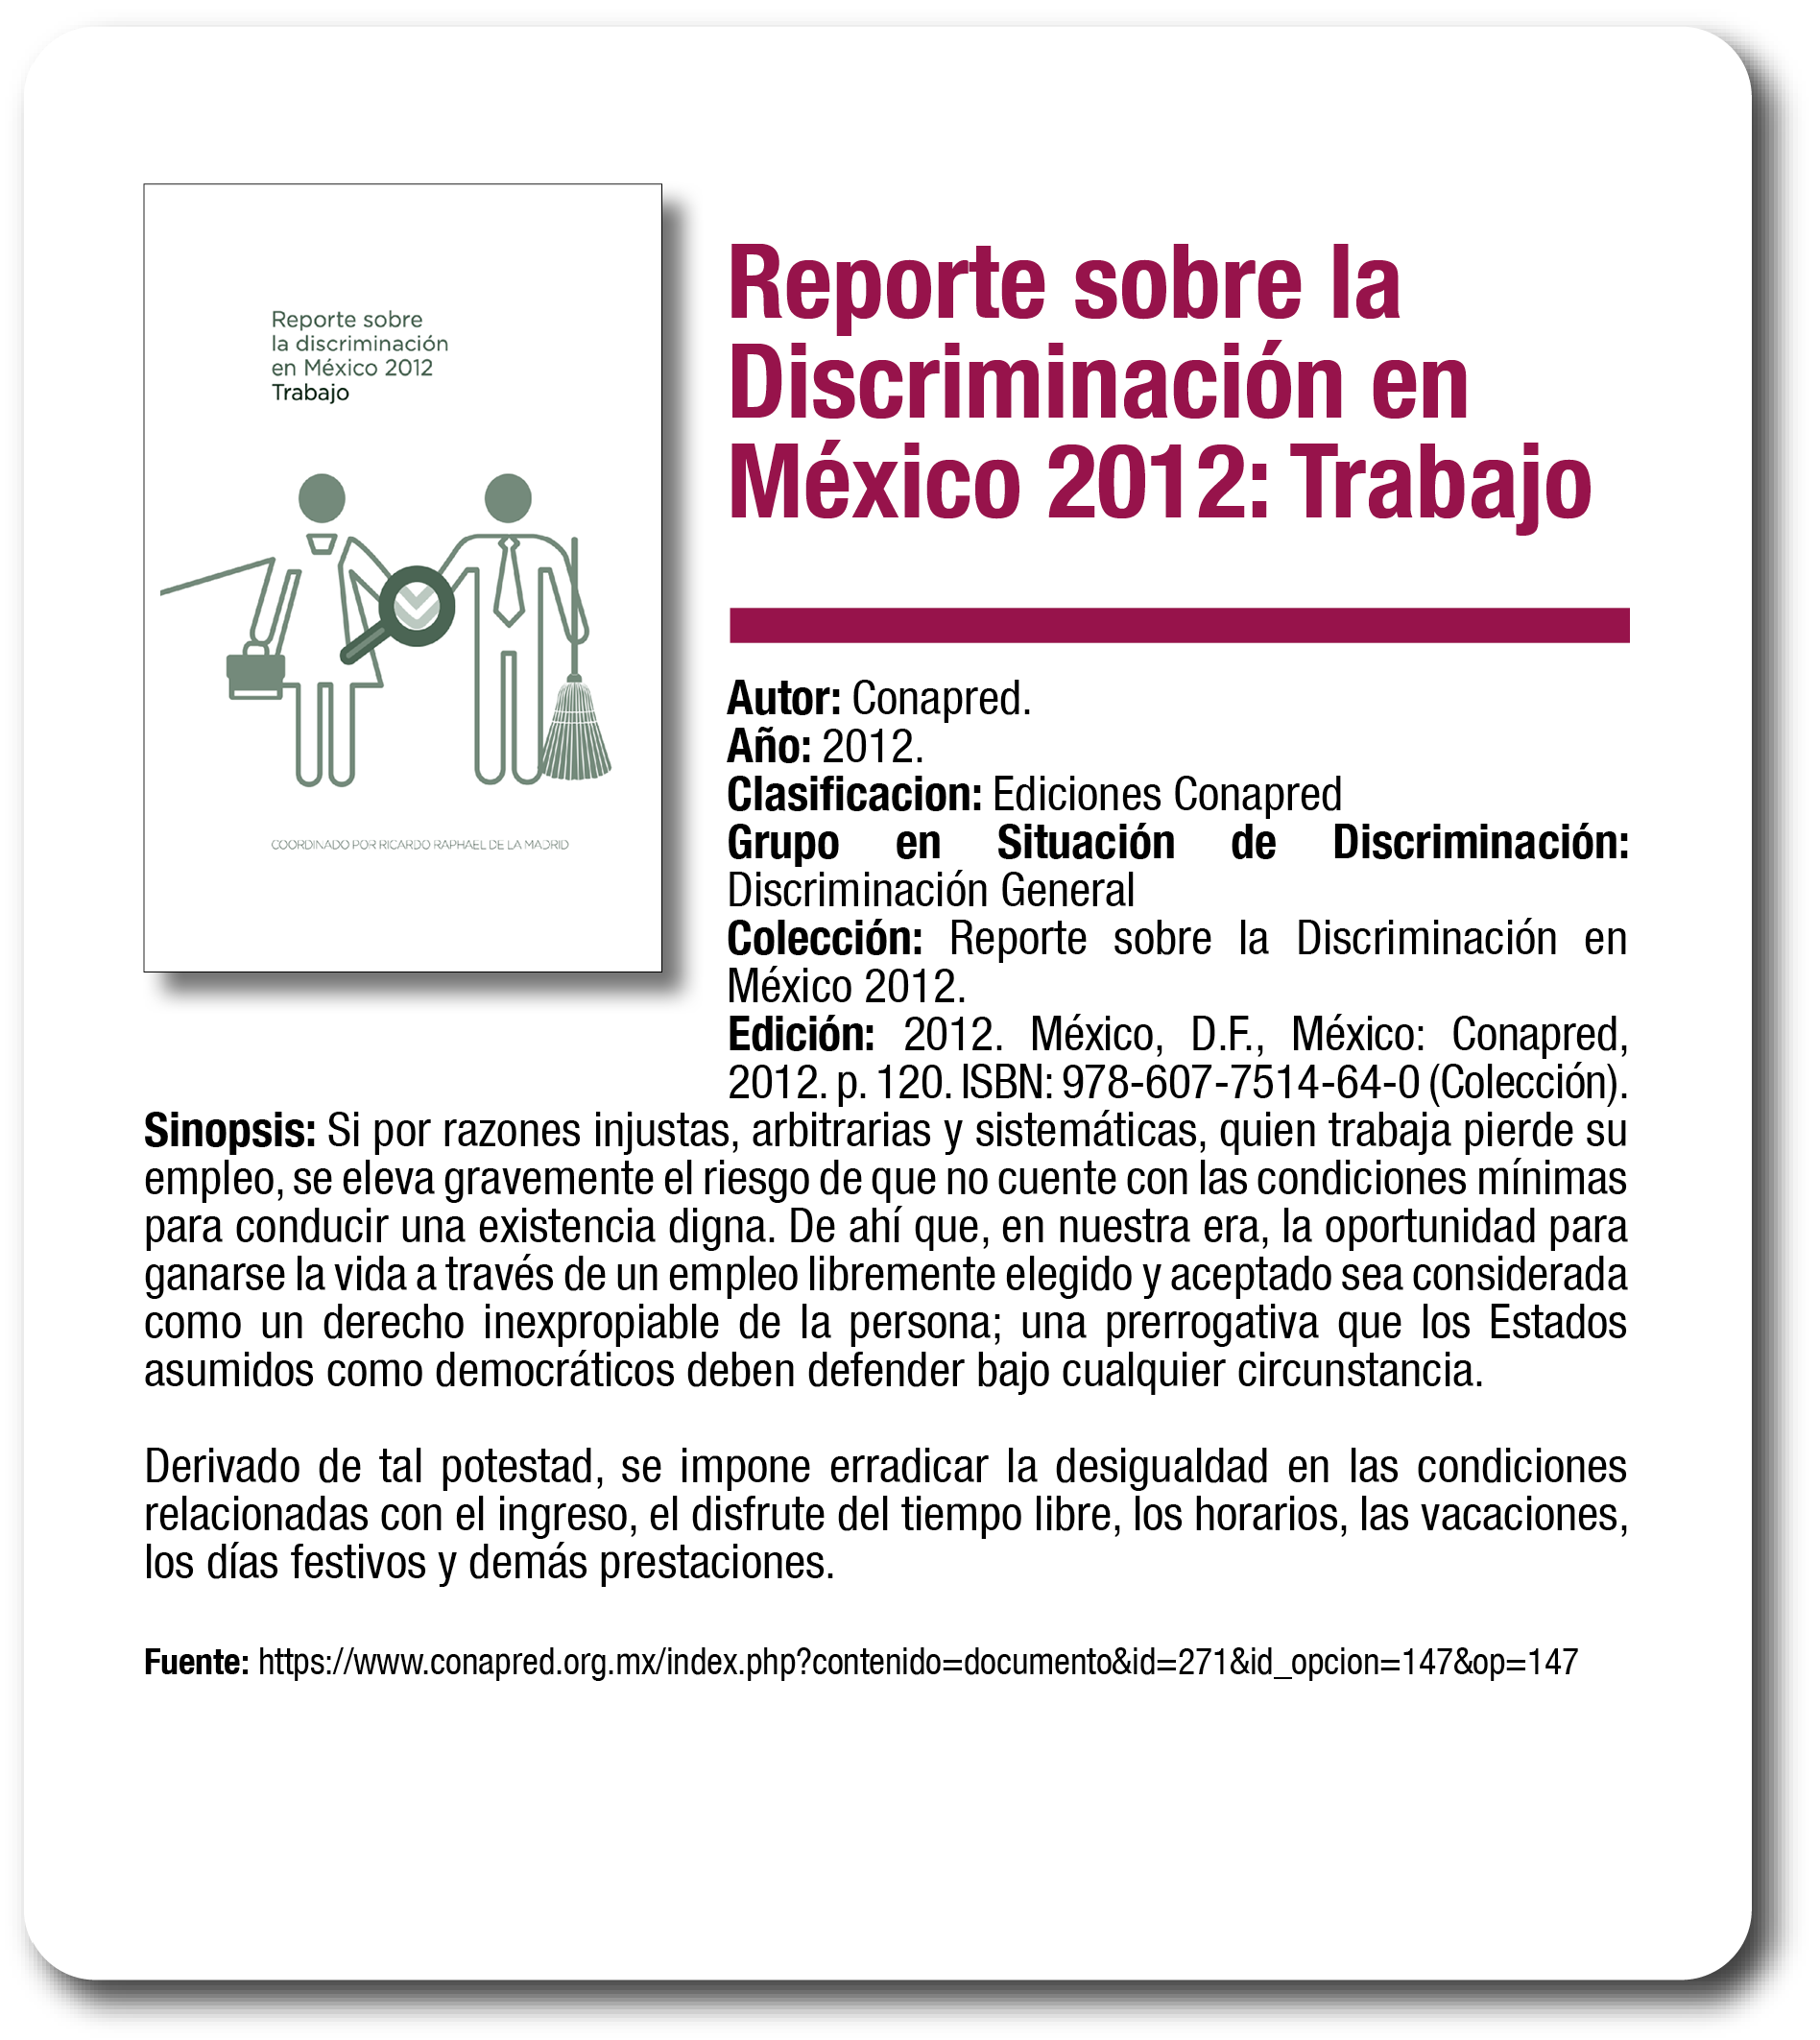 Reporte sobre
la discriminación
en México 2012
Trabajo
COORDINADO POR RICARDO RAPHAEL DE LA MADRID
Reporte sobre la
Discriminación en
México 2012: Trabajo
Autor: Conapred.
Año: 2012.
Clasificacion: Ediciones Conapred
Grupo en Situación de Discriminación:
Discriminación General
Colección: Reporte sobre la Discriminación en
México 2012.
Edición: 2012. México, D.F., México: Conapred,
2012. p. 120. ISBN: 978-607-7514-64-0 (Colección).
Sinopsis: Si por razones injustas, arbitrarias y sistemáticas, quien trabaja pierde su
empleo, se eleva gravemente el riesgo de que no cuente con las condiciones mínimas
para conducir una existencia digna. De ahí que, en nuestra era, la oportunidad para
ganarse la vida a través de un empleo libremente elegido y aceptado sea considerada
como un derecho inexpropiable de la persona; una prerrogativa que los Estados
asumidos como democráticos deben defender bajo cualquier circunstancia.
Derivado de tal potestad, se impone erradicar la desigualdad en las condiciones
relacionadas con el ingreso, el disfrute del tiempo libre, los horarios, las vacaciones,
los días festivos y demás prestaciones.
Fuente: https://www.conapred.org.mx/index.php?contenido=documento&id=271&id_opcion=147&op=147